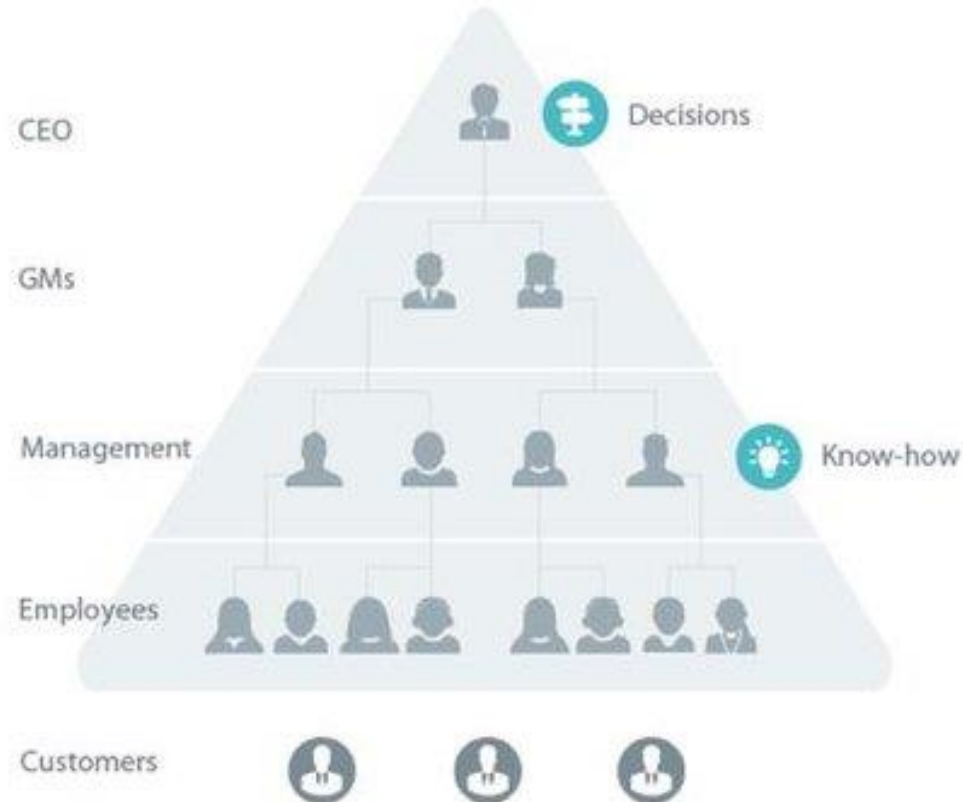 CEO
Decisions
GMs
Management
Know-how
Employees
Customers